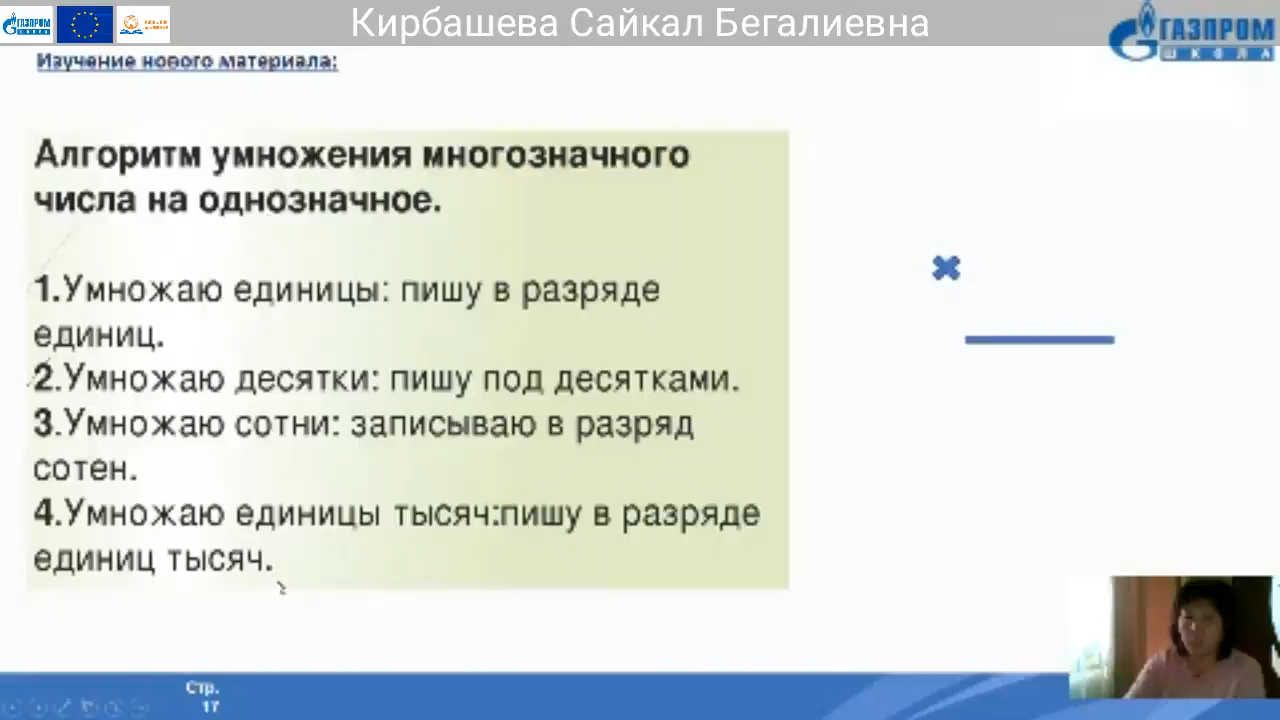 Кирбашева Сайкал Бегалиевна
ГАЗПРОМ
ГАЗПРОМ
ШКОЛА
Изучение нового материала:
Алгоритм умножения многозначного
числа на однозначное.
1.Умножаю единицы: пишу в разряде
единиц.
2.Умножаю десятки: пишу под десятками.
3.Умножаю сотни: записываю в разряд
сотен.
4.Умножаю единицы тысяч:пишу в разряде
единиц тысяч.
Стр.
17